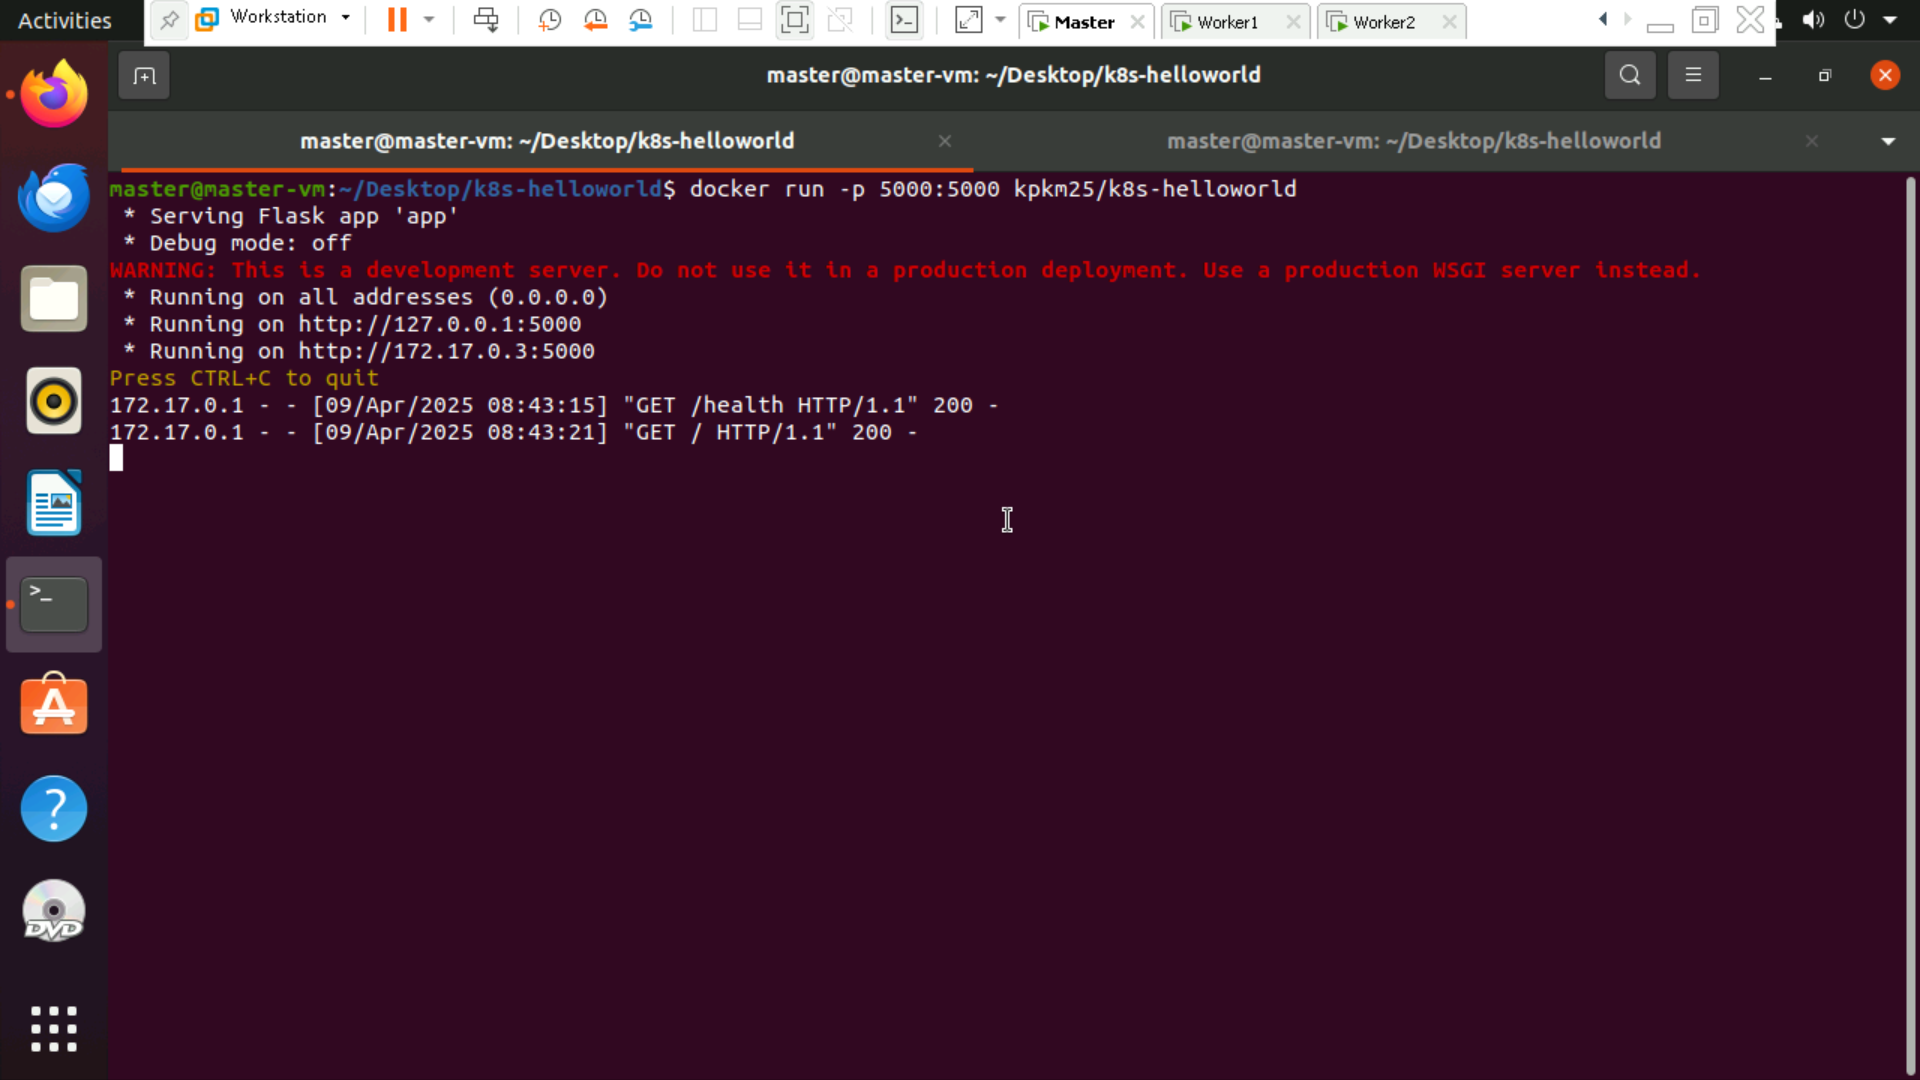 Activities
Workstation
Master
Worker1
Worker2
master@master-vm: ~/Desktop/k8s-helloworld
master@master-vm: ~/Desktop/k8s-helloworld
master@master-vm: ~/Desktop/k8s-helloworld
master@master-vm:~/Desktop/k8s-helloworld$ docker run -p 5000:5000 kpkm25/k8s-helloworld
* Serving Flask app 'app'
* Debug mode: off
WARNING: This is a development server. Do not use it in a production deployment. Use a production WSGI server instead.
* Running on all addresses (0.0.0.0)
* Running on http://127.0.0.1:5000
* Running on http://172.17.0.3:5000
Press CTRL+C to quit
172.17.0.1 - - [09/Apr/2025 08:43:15] "GET /health HTTP/1.1" 200 -
172.17.0.1 - - [09/Apr/2025 08:43:21] "GET / HTTP/1.1" 200 -
>_
?
DVD